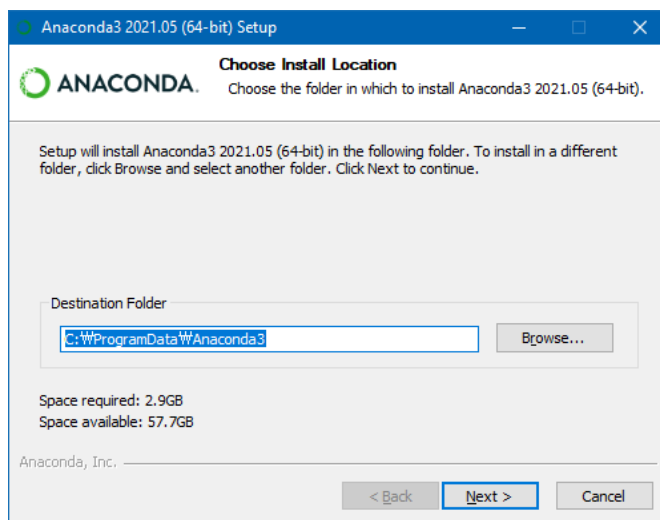 Anaconda3 2021.05 (64-bit) Setup
ANACONDA.
Choose Install Location
Choose the folder in which to install Anaconda3 2021.05 (64-bit).
Setup will install Anaconda3 2021.05 (64-bit) in the following folder. To install in a different
folder, click Browse and select another folder. Click Next to continue.
Destination Folder
C:₩ProgramData₩Anaconda3
Browse...
Space required: 2.9GB
Space available: 57.7GB
Anaconda, Inc.
< Back
Next >
Cancel